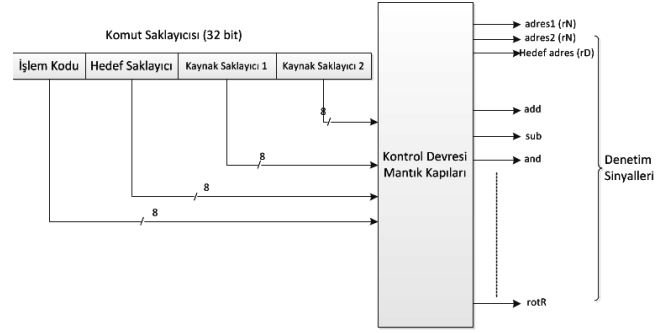 Komut Saklayıcısı (32 bit)
İşlem Kodu
Hedef Saklayıcı
Kaynak Saklayıcı 1
Kaynak Saklayıcı 2
8
8
8
8
Kontrol Devresi
Mantık Kapıları
adres1 (rN)
adres2 (rN)
Hedef adres (rD)
add
sub
and
rotR
Denetim
Sinyalleri